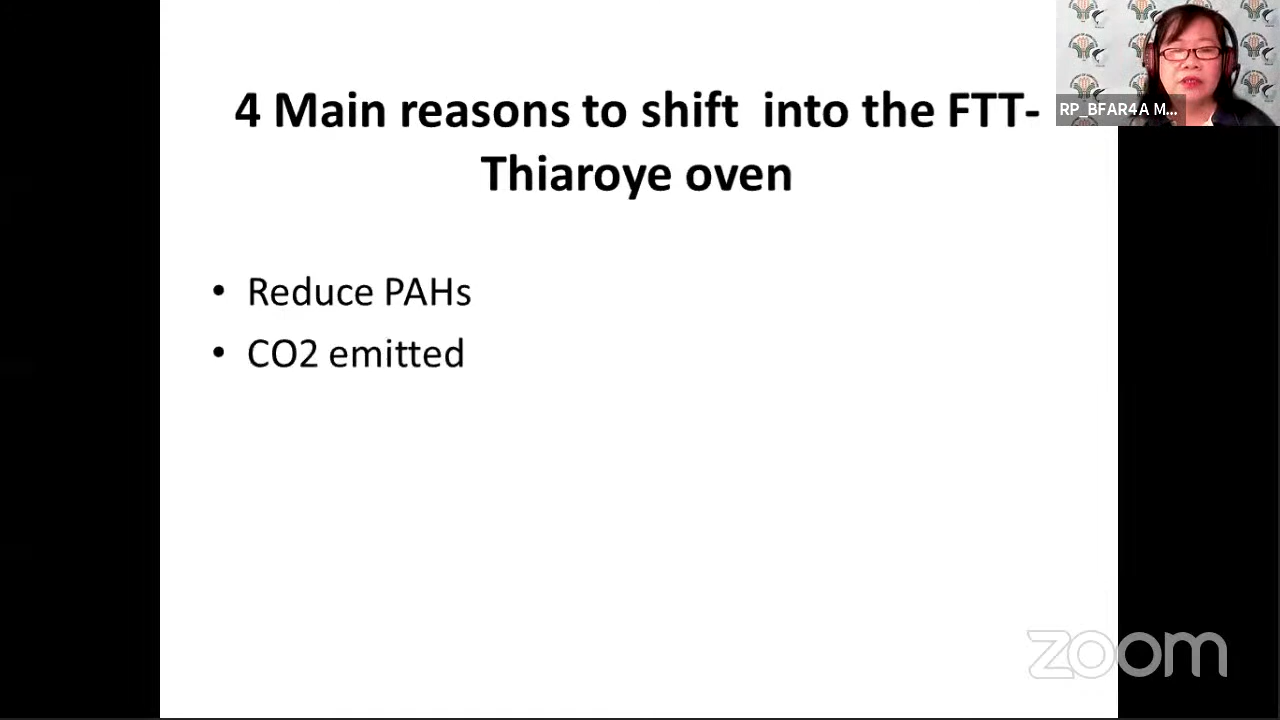 RP_BFAR4A M...
4 Main reasons to shift into the FTT-
Thiaroye oven
• Reduce PAHs
• CO2 emitted
zoom